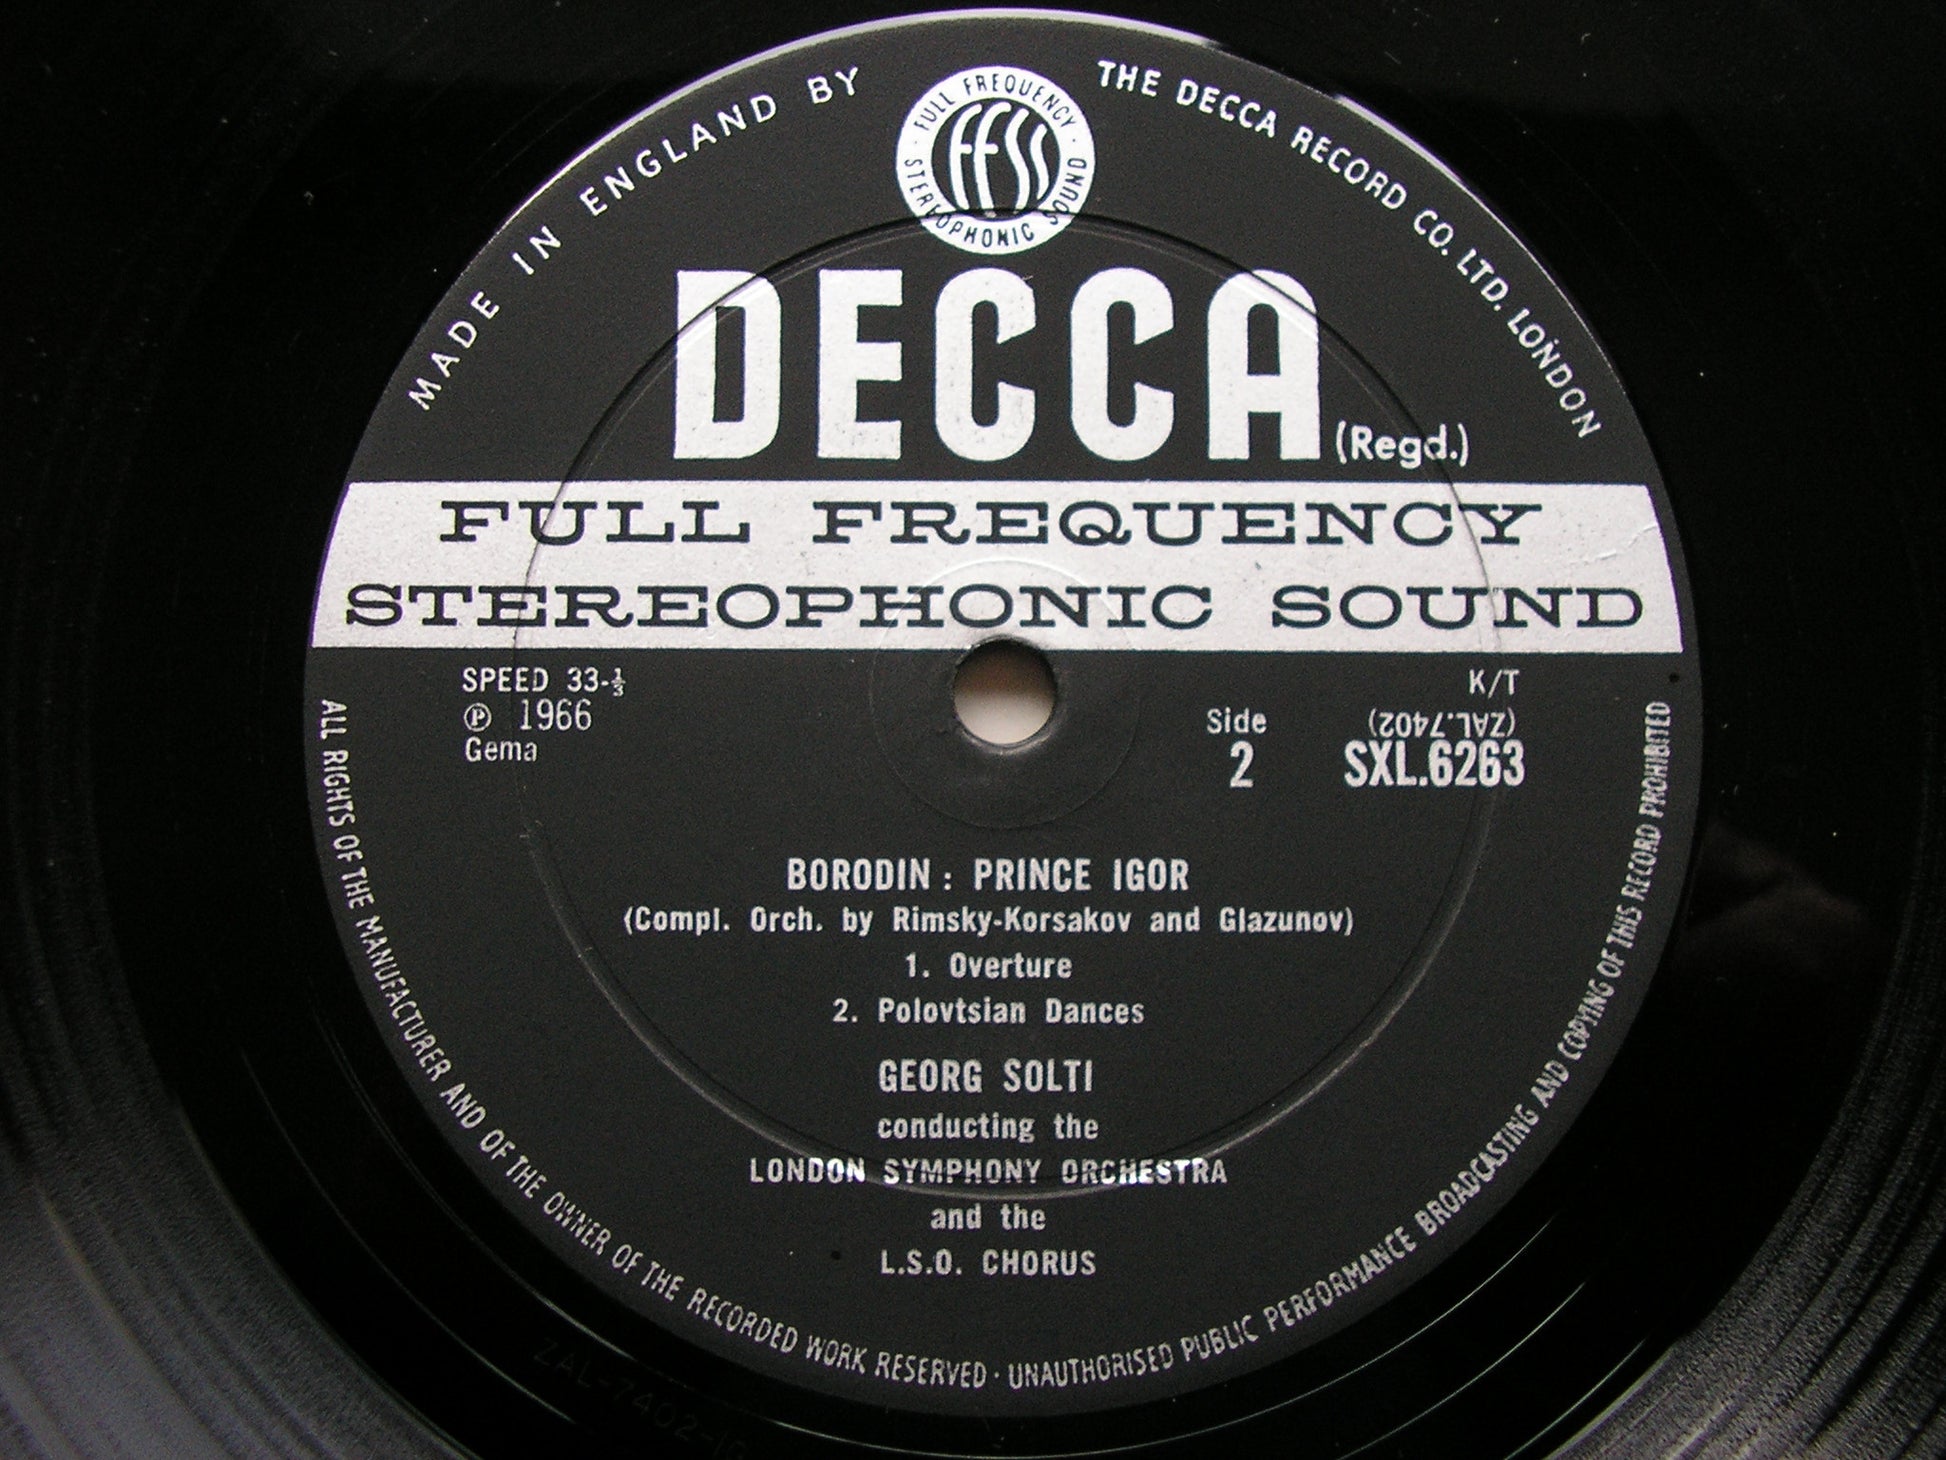 MADE IN ENGLAND BY
THE DECCA RECORD CO. LTD. LONDON
FULL FREQUENCY
ffss
STEREOPHONIC SOUND
DECCA (Regd.)
FULL FREQUENCY
STEREOPHONIC SOUND
SPEED 33-⅓
℗ 1966
Gema
K/T
Side
2
(ZAL.7402)
SXL.6263
BORODIN : PRINCE IGOR
(Compl. Orch. by Rimsky-Korsakov and Glazunov)
1. Overture
2. Polovtsian Dances
GEORG SOLTI
conducting the
LONDON SYMPHONY ORCHESTRA
and the
L.S.O. CHORUS
ALL RIGHTS OF THE MANUFACTURER AND OF THE OWNER OF THE RECORDED WORK RESERVED · UNAUTHORISED PUBLIC PERFORMANCE BROADCASTING AND COPYING OF THIS RECORD PROHIBITED